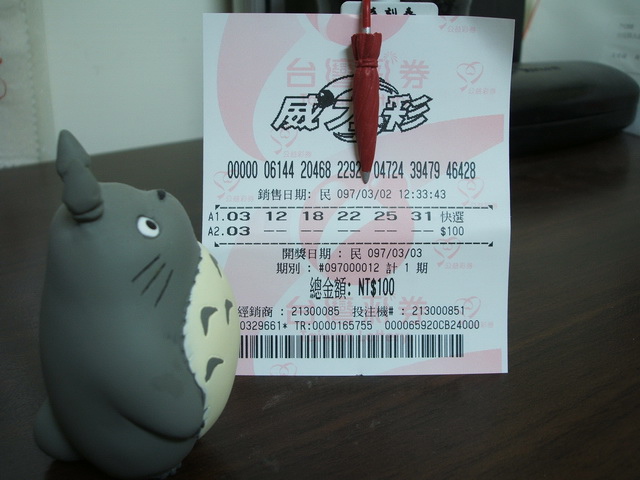 台灣彩券
威力彩
00000 06144 20468 2292 04724 39479 46428
銷售日期: 民 097/03/02 12:33:43
A1.03 12 18 22 25 31 快選
A2.03 -- -- -- -- -- $100
開獎日期 : 民 097/03/03
期別 : #097000012 計 1 期
總金額: NT$100
經銷商 : 21300085 投注機# : 213000851
0329661* TR:0000165755 000065920CB24000